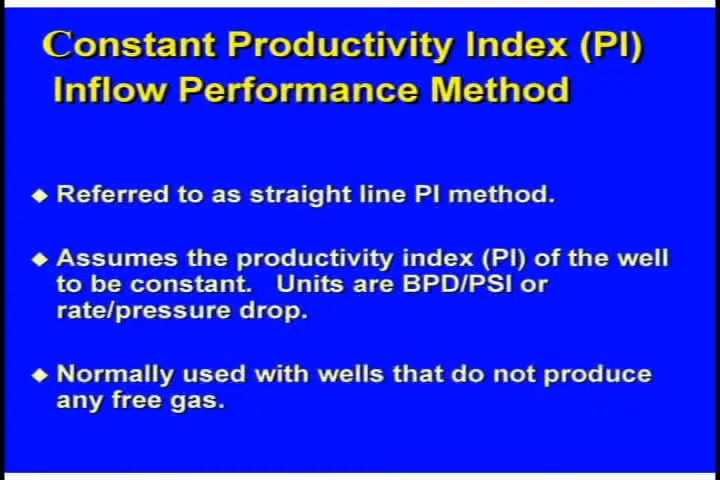 Constant Productivity Index (PI)
Inflow Performance Method
Referred to as straight line PI method.
Assumes the productivity index (PI) of the well
to be constant. Units are BPD/PSI or
rate/pressure drop.
Normally used with wells that do not produce
any free gas.